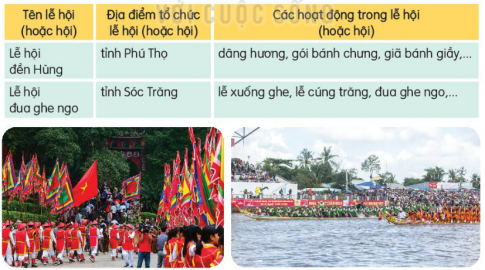 VỚI CUỘC SỐNG
Tên lễ hội
(hoặc hội)
Địa điểm tổ chức
lễ hội (hoặc hội)
Các hoạt động trong lễ hội
(hoặc hội)
Lễ hội
đền Hùng
tỉnh Phú Thọ
dâng hương, gói bánh chưng, giã bánh giầy,...
Lễ hội
đua ghe ngo
tỉnh Sóc Trăng
lễ xuống ghe, lễ cúng trăng, đua ghe ngo,...